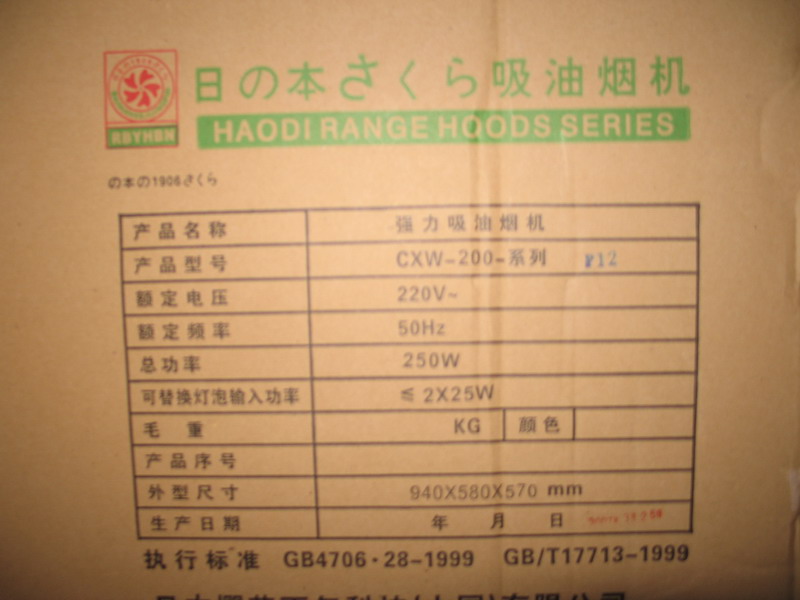 日の本さくら吸油烟机
RBYHBN
HAODI RANGE HOODS SERIES
の本の1906さくら
产品名称 强力吸油烟机
产品型号 CXW-200-系列 F12
额定电压 220V~
额定频率 50Hz
总功率 250W
可替换灯泡输入功率 ≤2X25W
毛 重 KG 颜色
产品序号
外型尺寸 940X580X570 mm
生产日期 年 月 日
执行标准 GB4706·28-1999 GB/T17713-1999